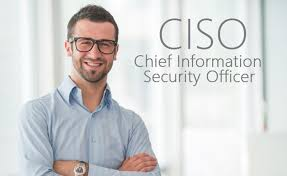 CISO
Chief Information
Security Officer